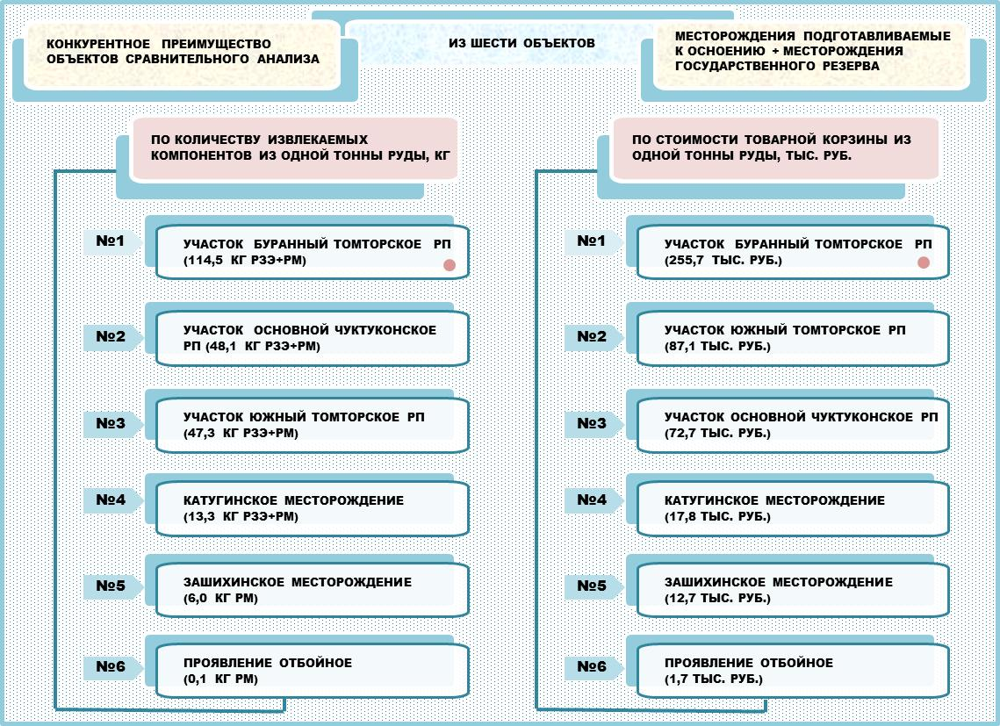 КОНКУРЕНТНОЕ ПРЕИМУЩЕСТВО
ОБЪЕКТОВ СРАВНИТЕЛЬНОГО АНАЛИЗА
ИЗ ШЕСТИ ОБЪЕКТОВ
МЕСТОРОЖДЕНИЯ ПОДГОТАВЛИВАЕМЫЕ
К ОСНОЕНИЮ + МЕСТОРОЖДЕНИЯ
ГОСУДАРСТВЕННОГО РЕЗЕРВА
ПО КОЛИЧЕСТВУ ИЗВЛЕКАЕМЫХ
КОМПОНЕНТОВ ИЗ ОДНОЙ ТОННЫ РУДЫ, КГ
№1
УЧАСТОК БУРАННЫЙ ТОМТОРСКОЕ РП
(114,5 КГ РЗЭ+РМ)
№2
УЧАСТОК ОСНОВНОЙ ЧУКТУКОНСКОЕ
РП (48,1 КГ РЗЭ+РМ)
№3
УЧАСТОК ЮЖНЫЙ ТОМТОРСКОЕ РП
(47,3 КГ РЗЭ+РМ)
№4
КАТУГИНСКОЕ МЕСТОРОЖДЕНИЕ
(13,3 КГ РЗЭ+РМ)
№5
ЗАШИХИНСКОЕ МЕСТОРОЖДЕНИЕ
(6,0 КГ РМ)
№6
ПРОЯВЛЕНИЕ ОТБОЙНОЕ
(0,1 КГ РМ)
ПО СТОИМОСТИ ТОВАРНОЙ КОРЗИНЫ ИЗ
ОДНОЙ ТОННЫ РУДЫ, ТЫС. РУБ.
№1
УЧАСТОК БУРАННЫЙ ТОМТОРСКОЕ РП
(255,7 ТЫС. РУБ.)
№2
УЧАСТОК ЮЖНЫЙ ТОМТОРСКОЕ РП
(87,1 ТЫС. РУБ.)
№3
УЧАСТОК ОСНОВНОЙ ЧУКТУКОНСКОЕ РП
(72,7 ТЫС. РУБ.)
№4
КАТУГИНСКОЕ МЕСТОРОЖДЕНИЕ
(17,8 ТЫС. РУБ.)
№5
ЗАШИХИНСКОЕ МЕСТОРОЖДЕНИЕ
(12,7 ТЫС. РУБ.)
№6
ПРОЯВЛЕНИЕ ОТБОЙНОЕ
(1,7 ТЫС. РУБ.)